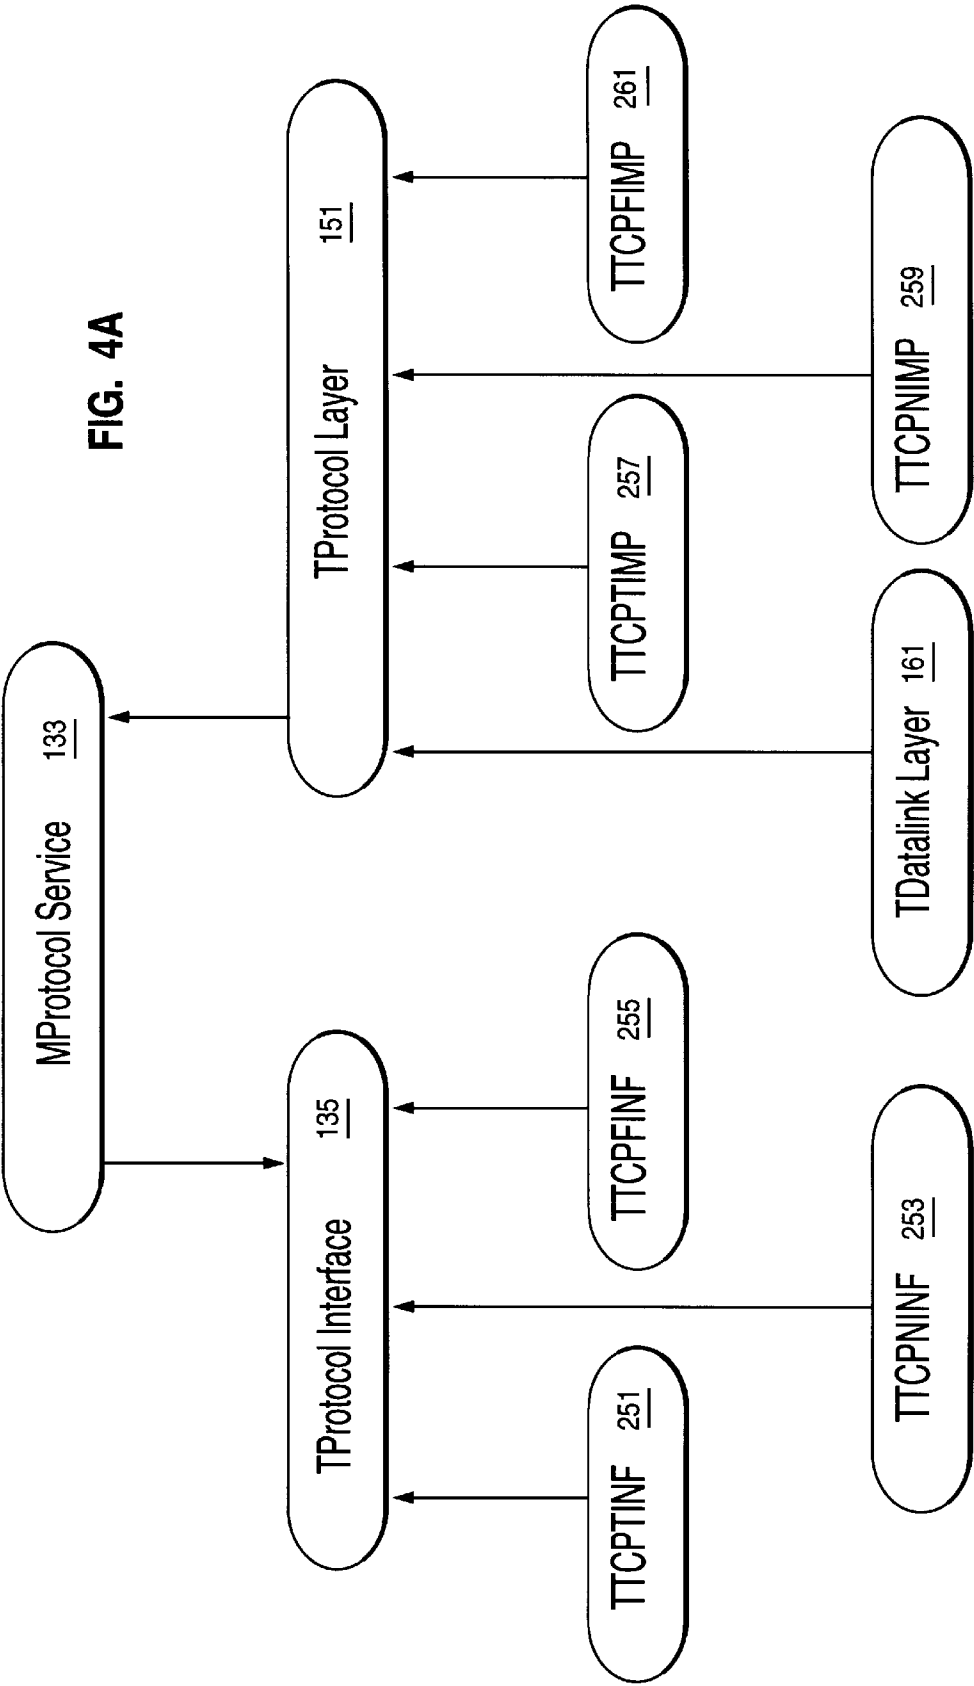 FIG. 4A
MProtocol Service 133
TProtocol Interface 135
TProtocol Layer 151
TTCPTINF 251
TTCPFINF 255
TTCPTIMP 257
TTCPFIMP 261
TTCPNINF 253
TDatalink Layer 161
TTCPNIMP 259